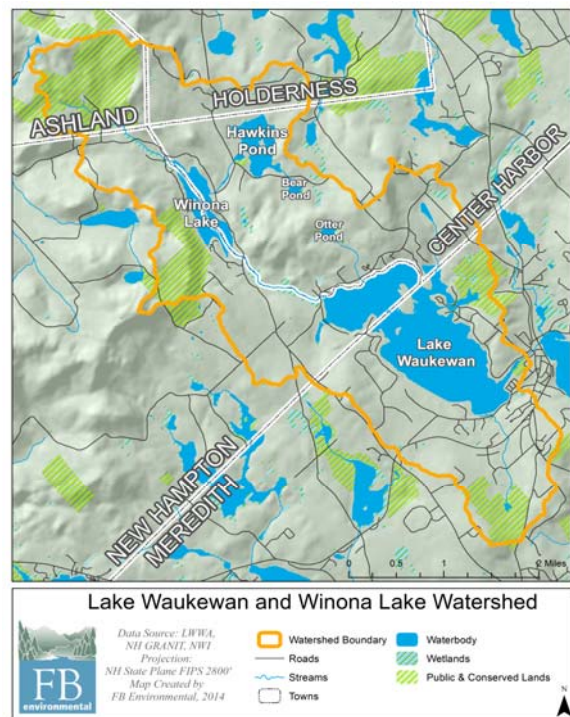 HOLDERNESS
ASHLAND
Hawkins
Pond
Bear
Pond
Winona
Lake
Otter
Pond
CENTER HARBOR
Lake
Waukewan
NEW HAMPTON
MEREDITH
0 0.5 1 2 Miles
Lake Waukewan and Winona Lake Watershed
FB
environmental
Data Source: LWWA,
NH GRANIT, NWI
Projection:
NH State Plane FIPS 2800'
Map Created by
FB Environmental, 2014
Watershed Boundary
Roads
Streams
Towns
Waterbody
Wetlands
Public & Conserved Lands
N